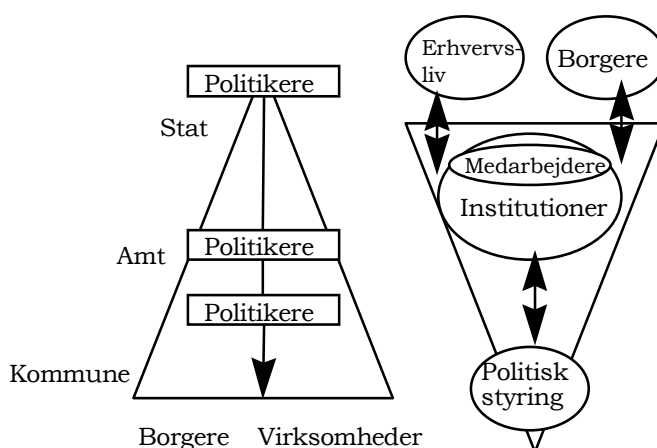 Politikere
Stat
Amt
Politikere
Politikere
Kommune
Borgere Virksomheder
Erhvervs-
liv
Borgere
Medarbejdere
Institutioner
Politisk
styring